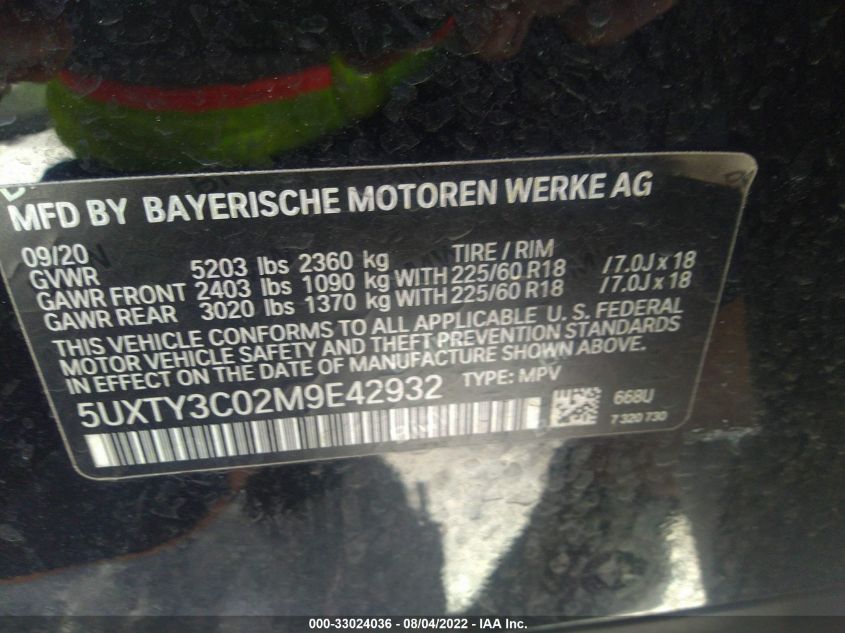 MFD BY BAYERISCHE MOTOREN WERKE AG
09/20 TIRE / RIM
GVWR 5203 lbs 2360 kg
GAWR FRONT 2403 lbs 1090 kg WITH 225/60 R18 /7.0J x 18
GAWR REAR 3020 lbs 1370 kg WITH 225/60 R18 /7.0J x 18
THIS VEHICLE CONFORMS TO ALL APPLICABLE U. S. FEDERAL
MOTOR VEHICLE SAFETY AND THEFT PREVENTION STANDARDS
IN EFFECT ON THE DATE OF MANUFACTURE SHOWN ABOVE.
5UXTY3C02M9E42932 TYPE: MPV
668U
7 320 730
000-33024036 - 08/04/2022 - IAA Inc.